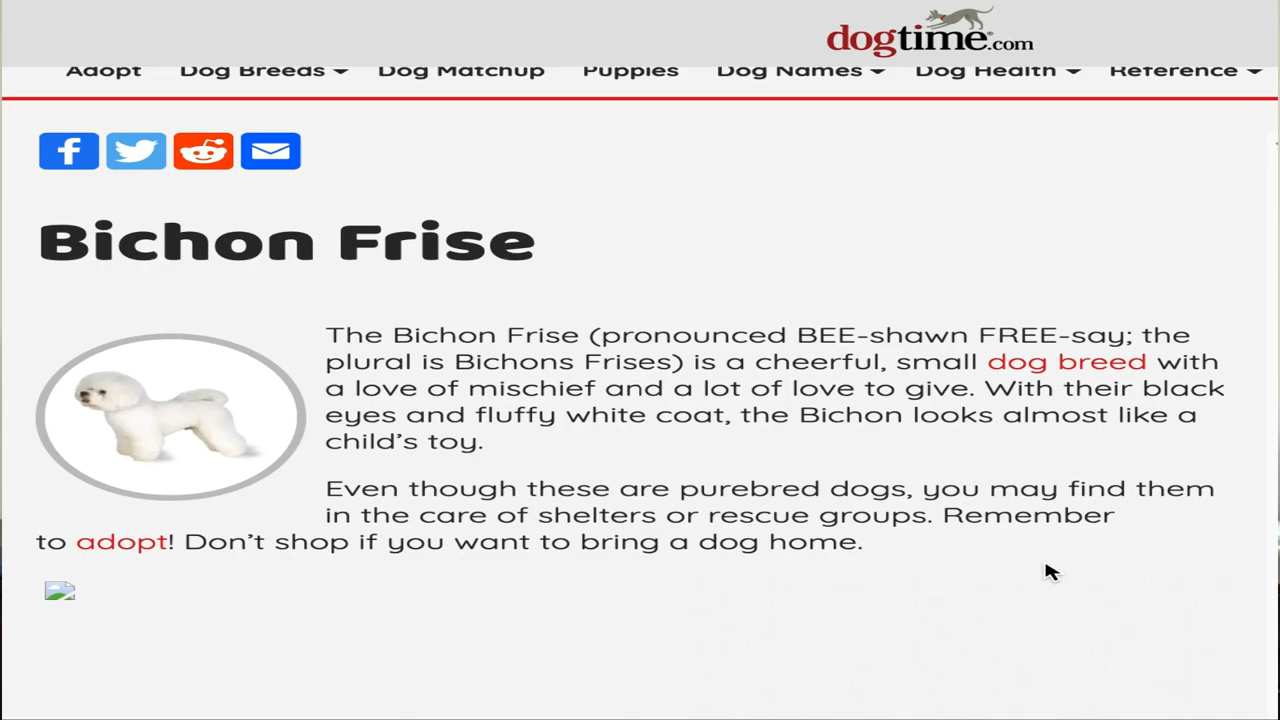 dogtime.com
Adopt Dog Breeds Dog Matchup Puppies Dog Names Dog Health Reference
Bichon Frise
The Bichon Frise (pronounced BEE-shawn FREE-say; the
plural is Bichons Frises) is a cheerful, small dog breed with
a love of mischief and a lot of love to give. With their black
eyes and fluffy white coat, the Bichon looks almost like a
child’s toy.
Even though these are purebred dogs, you may find them
in the care of shelters or rescue groups. Remember
to adopt! Don’t shop if you want to bring a dog home.